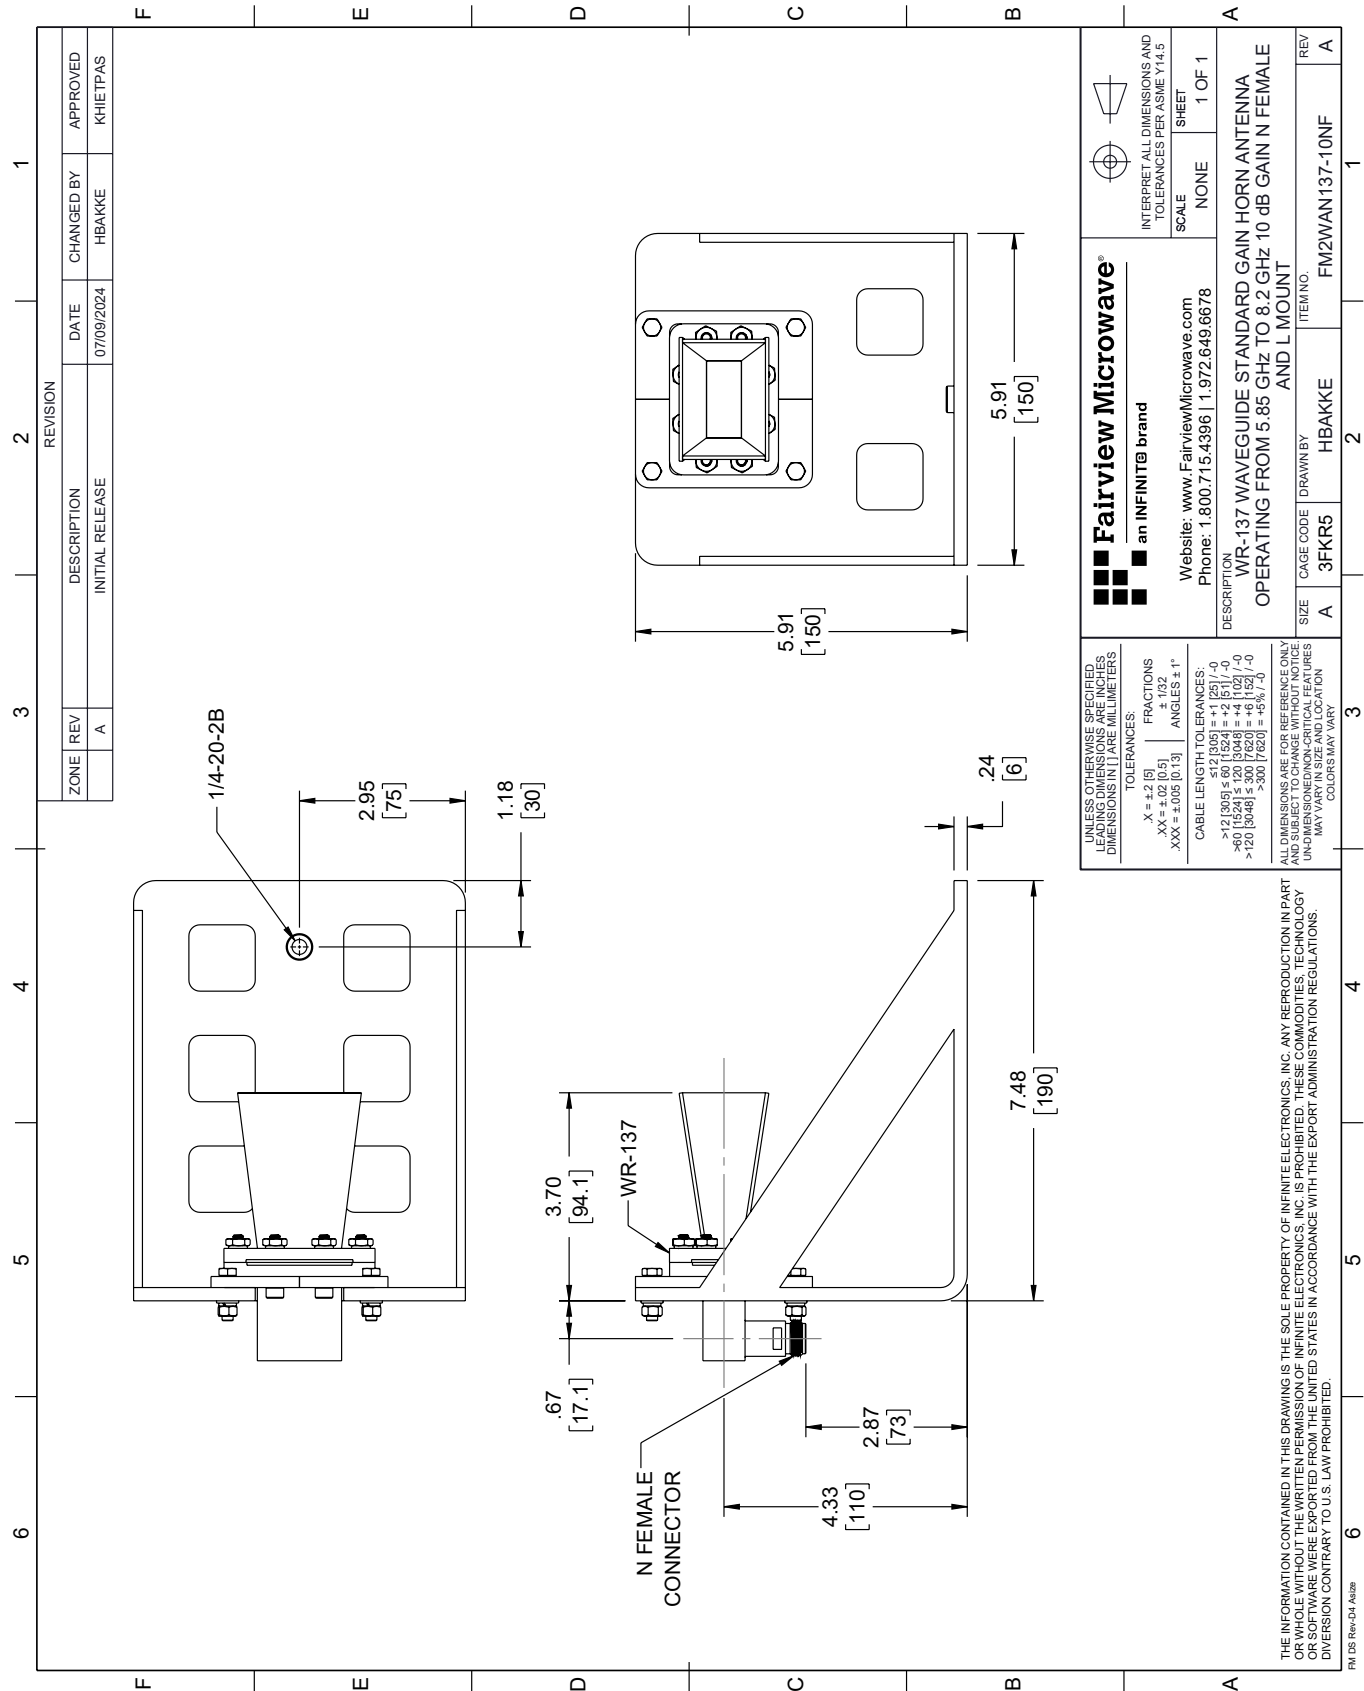 6
5
4
3
2
1
F
E
D
C
B
A
REVISION
ZONE
REV
DESCRIPTION
DATE
CHANGED BY
APPROVED
A
INITIAL RELEASE
07/09/2024
HBAKKE
KHIETPAS
1/4-20-2B
2.95
[75]
1.18
[30]
3.70
[94.1]
WR-137
.67
[17.1]
N FEMALE
CONNECTOR
4.33
[110]
2.87
[73]
7.48
[190]
.24
[6]
5.91
[150]
5.91
[150]
UNLESS OTHERWISE SPECIFIED
LEADING DIMENSIONS ARE INCHES
DIMENSIONS IN [ ] ARE MILLIMETERS
TOLERANCES:
.X = ±.2 [5]
.XX = ±.02 [0.5]
.XXX = ±.005 [0.13]
FRACTIONS
± 1/32
ANGLES ± 1°
CABLE LENGTH TOLERANCES:
≤12 [305] = +1 [25] / -0
>12 [305] ≤ 60 [1524] = +2 [51] / -0
>60 [1524] ≤ 120 [3048] = +4 [102] / -0
>120 [3048] ≤ 300 [7620] = +6 [152] / -0
>300 [7620] = +5% / -0
ALL DIMENSIONS ARE FOR REFERENCE ONLY
AND SUBJECT TO CHANGE WITHOUT NOTICE.
UN-DIMENSIONED/NON-CRITICAL FEATURES
MAY VARY IN SIZE AND LOCATION
COLORS MAY VARY
Fairview Microwave®
an INFINIT® brand
Website: www.FairviewMicrowave.com
Phone: 1.800.715.4396 | 1.972.649.6678
INTERPRET ALL DIMENSIONS AND
TOLERANCES PER ASME Y14.5
SCALE
NONE
SHEET
1 OF 1
DESCRIPTION
WR-137 WAVEGUIDE STANDARD GAIN HORN ANTENNA
OPERATING FROM 5.85 GHz TO 8.2 GHz 10 dB GAIN N FEMALE
AND L MOUNT
SIZE
A
CAGE CODE
3FKR5
DRAWN BY
HBAKKE
ITEM NO.
FM2WAN137-10NF
REV
A
THE INFORMATION CONTAINED IN THIS DRAWING IS THE SOLE PROPERTY OF INFINITE ELECTRONICS, INC. ANY REPRODUCTION IN PART
OR WHOLE WITHOUT THE WRITTEN PERMISSION OF INFINITE ELECTRONICS, INC. IS PROHIBITED. THESE COMMODITIES, TECHNOLOGY
OR SOFTWARE WERE EXPORTED FROM THE UNITED STATES IN ACCORDANCE WITH THE EXPORT ADMINISTRATION REGULATIONS.
DIVERSION CONTRARY TO U.S. LAW PROHIBITED.
F
E
D
C
B
A
6
5
4
3
2
1
FM DS Rev-D4 Asize